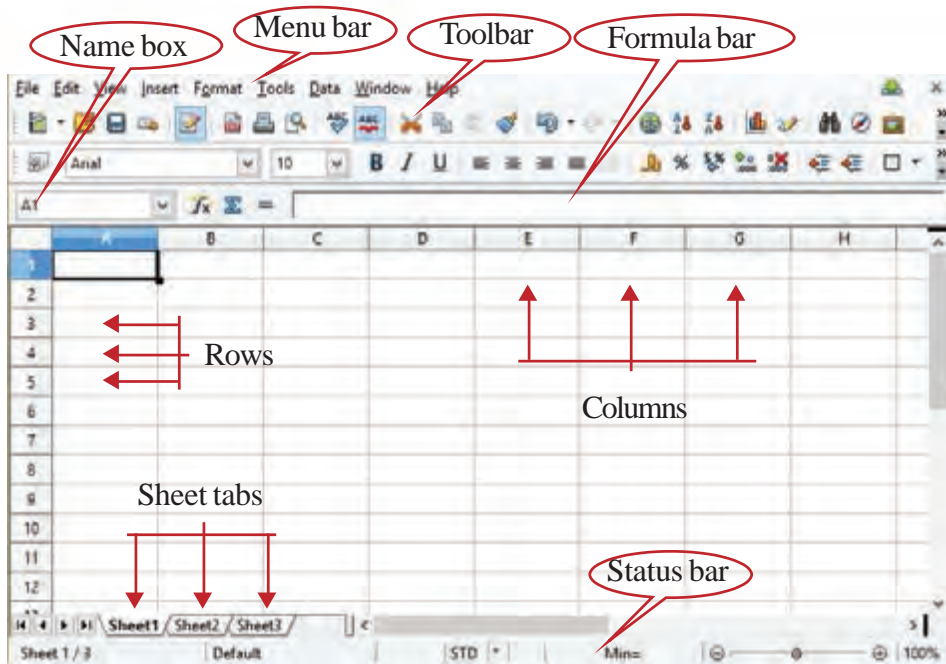 Name box Menu bar Toolbar Formula bar
File Edit View Insert Format Tools Data Window Help
Arial 10 B I U %
A1 fx Σ =
A B C D E F G H
1
2
3
4 Rows
5
Columns
6
7
8
9
Sheet tabs
10
11
12
Status bar
Sheet1 Sheet2 Sheet3
Sheet 1 / 3 Default STD * Min= 100%